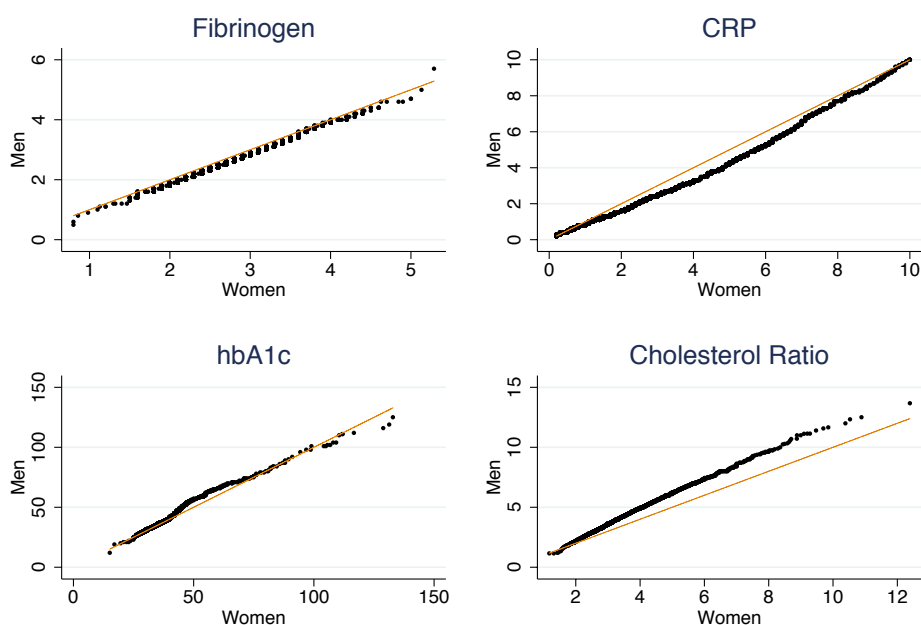 Fibrinogen
6
4
2
0
Men
1 2 3 4 5
Women
CRP
10
8
6
4
2
0
Men
0 2 4 6 8 10
Women
hbA1c
150
100
50
0
Men
0 50 100 150
Women
Cholesterol Ratio
15
10
5
0
Men
2 4 6 8 10 12
Women